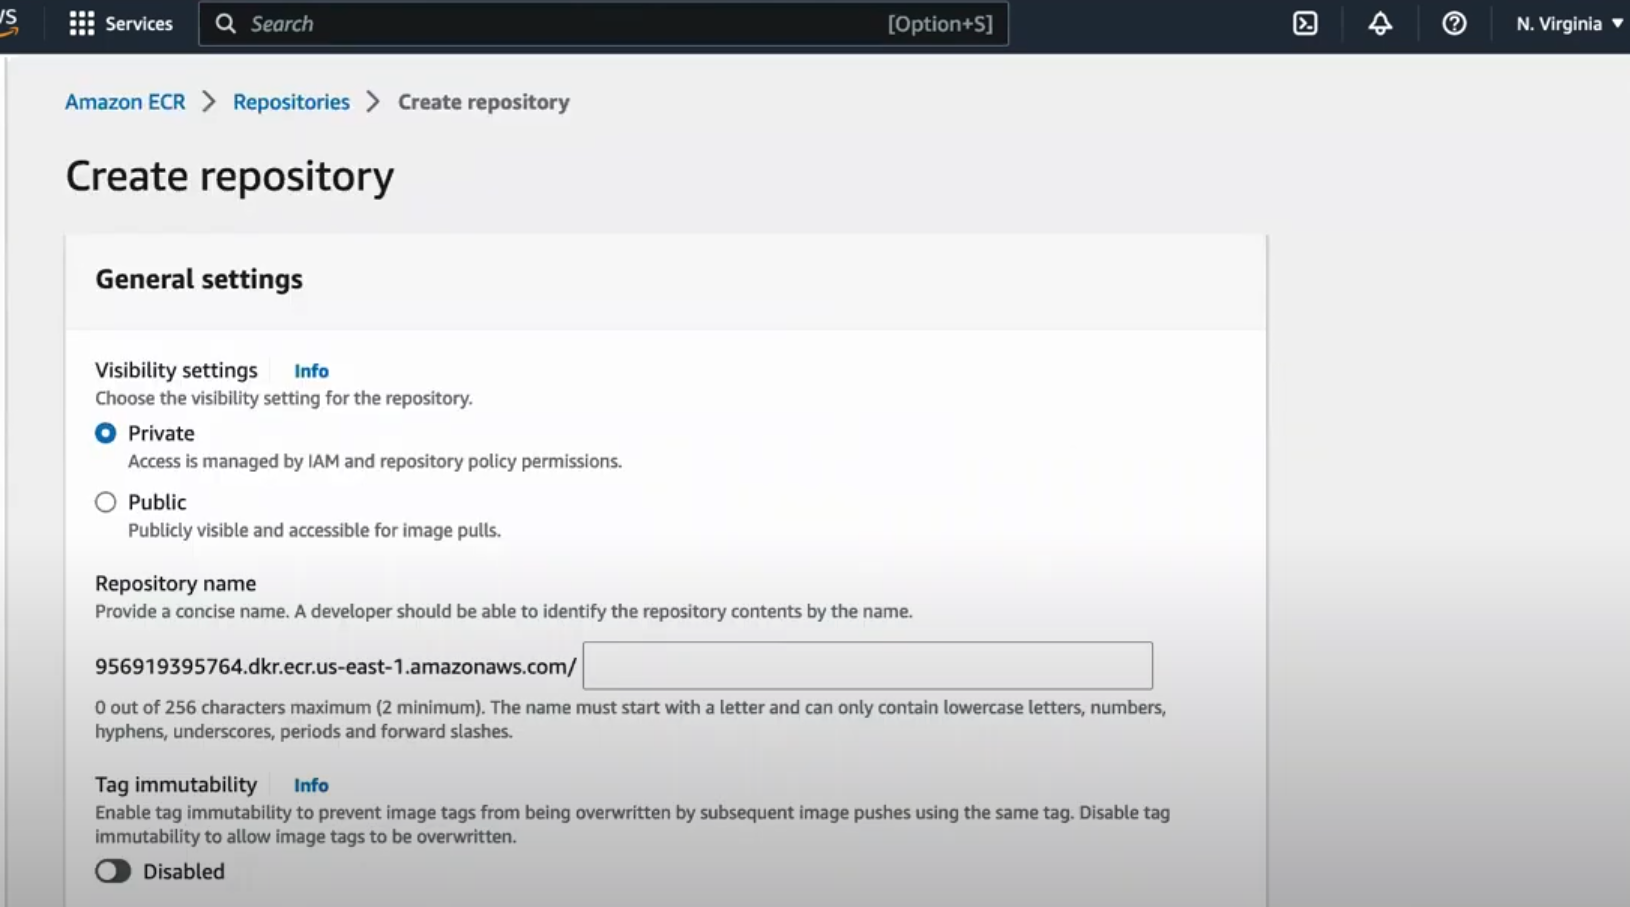 Services
Search
[Option+S]
N. Virginia
Amazon ECR
Repositories
Create repository
Create repository
General settings
Visibility settings
Info
Choose the visibility setting for the repository.
Private
Access is managed by IAM and repository policy permissions.
Public
Publicly visible and accessible for image pulls.
Repository name
Provide a concise name. A developer should be able to identify the repository contents by the name.
956919395764.dkr.ecr.us-east-1.amazonaws.com/
0 out of 256 characters maximum (2 minimum). The name must start with a letter and can only contain lowercase letters, numbers,
hyphens, underscores, periods and forward slashes.
Tag immutability
Info
Enable tag immutability to prevent image tags from being overwritten by subsequent image pushes using the same tag. Disable tag
immutability to allow image tags to be overwritten.
Disabled